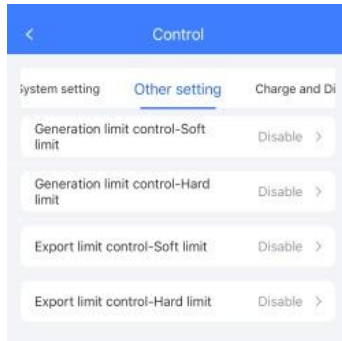 Control
System setting Other setting Charge and Di
Generation limit control-Soft
limit
Disable
Generation limit control-Hard
limit
Disable
Export limit control-Soft limit Disable
Export limit control-Hard limit Disable